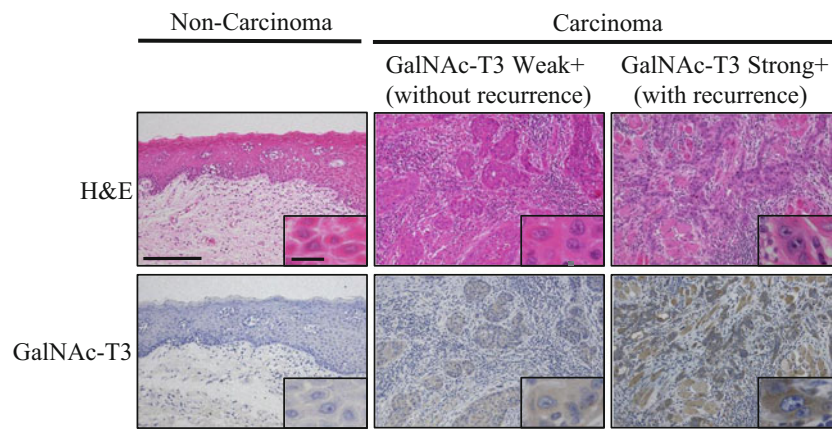 Non-Carcinoma
Carcinoma
GalNAc-T3 Weak+
(without recurrence)
GalNAc-T3 Strong+
(with recurrence)
H&E
GalNAc-T3